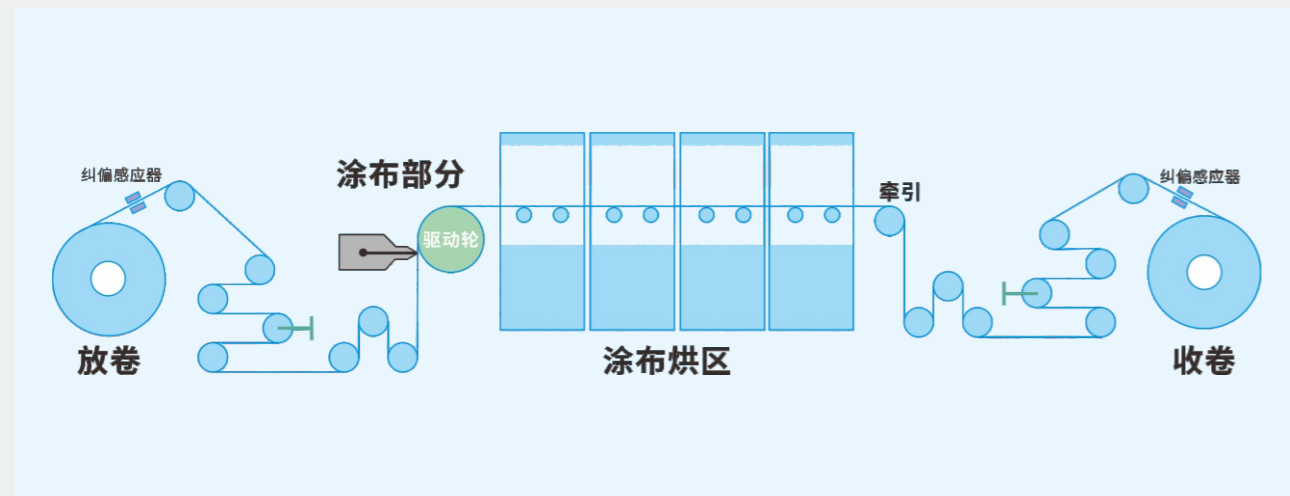 涂布部分
纠偏感应器
纠偏感应器
牵引
驱动轮
放卷
涂布烘区
收卷